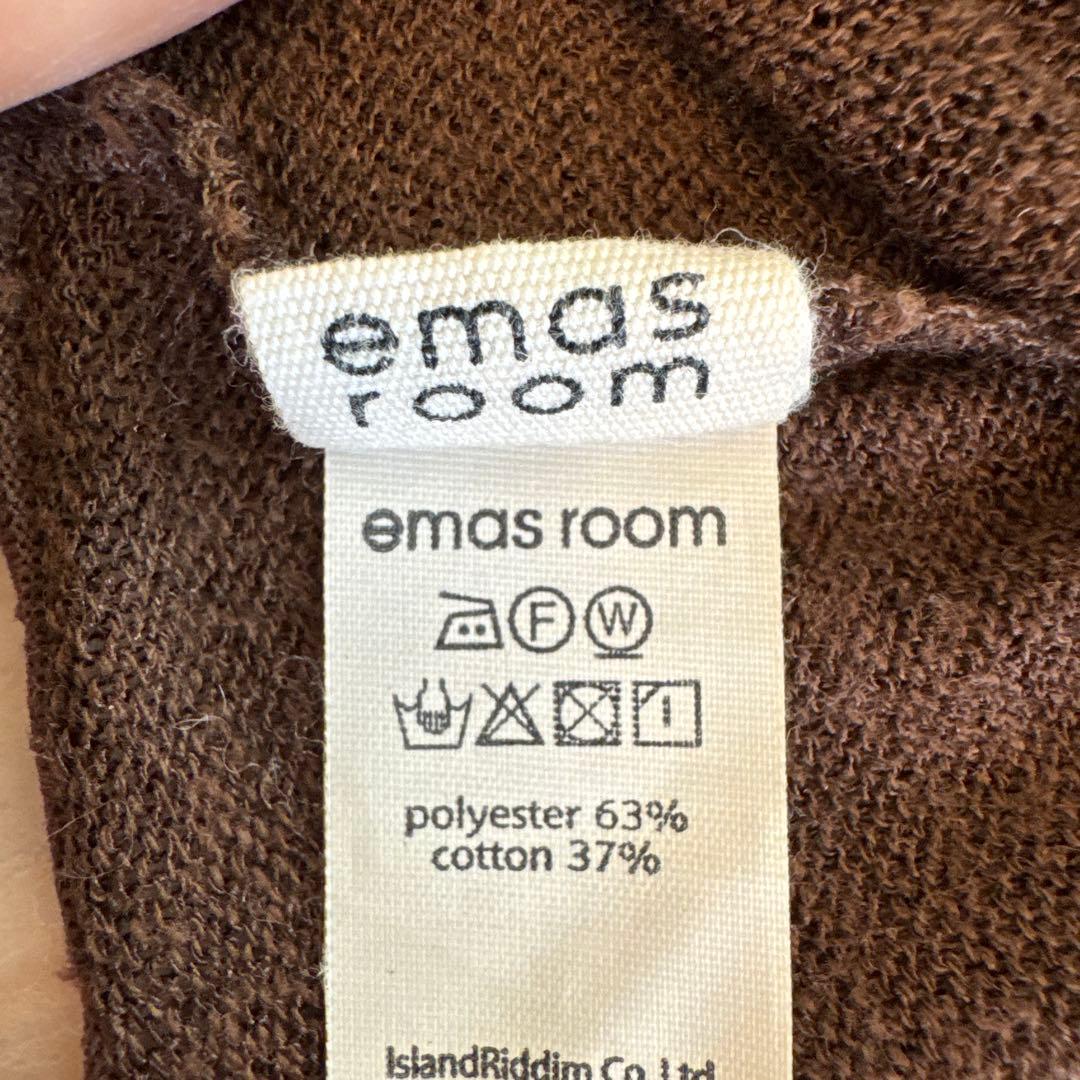 emas
room
emas room
F W
polyester 63%
cotton 37%
IslandRiddim Co. Ltd